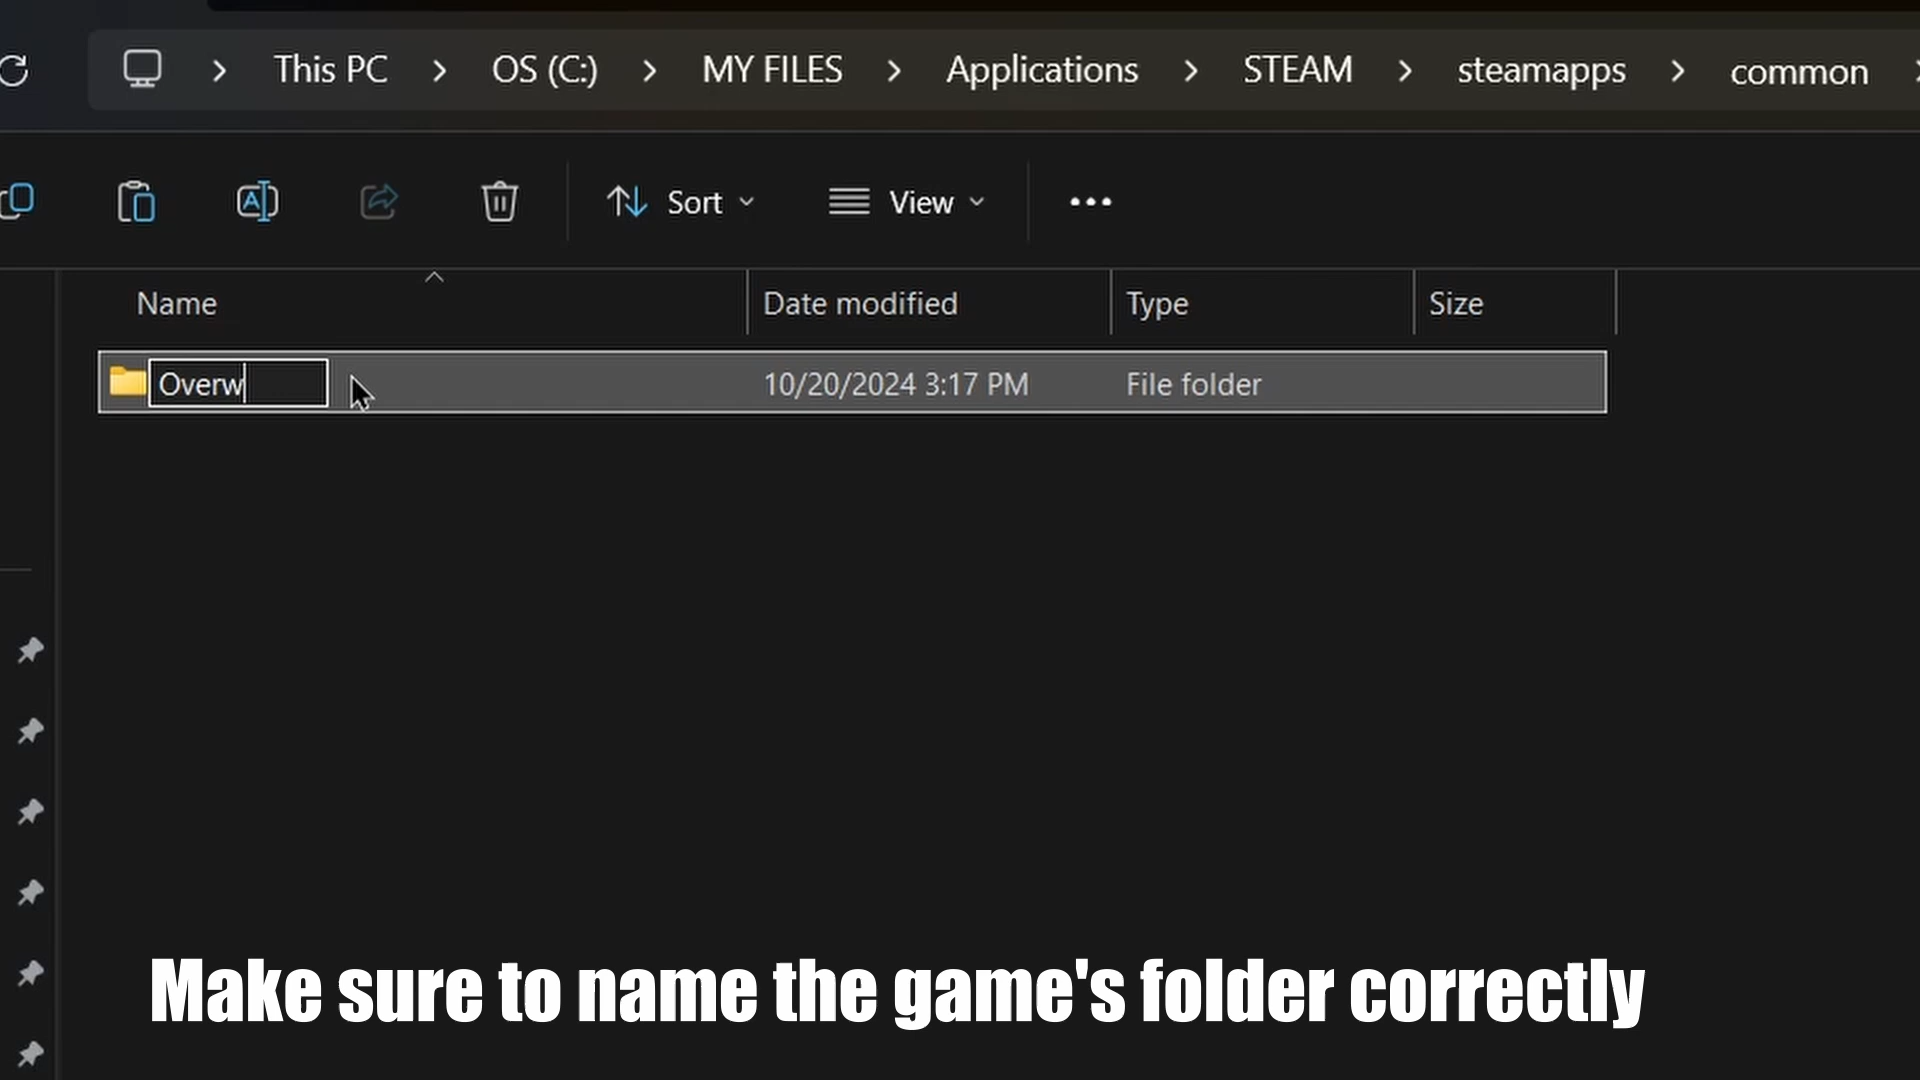 This PC > OS (C:) > MY FILES > Applications > STEAM > steamapps > common >
Sort View
Name Date modified Type Size
Overw 10/20/2024 3:17 PM File folder
Make sure to name the game's folder correctly